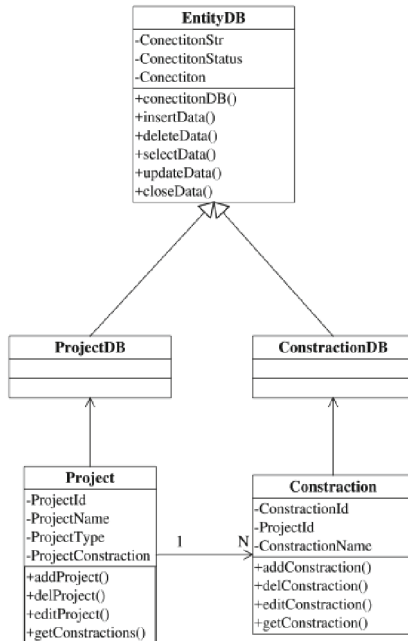 EntityDB
-ConectitonStr
-ConectitonStatus
-Conectiton
+conectitonDB()
+insertData()
+deleteData()
+selectData()
+updateData()
+closeData()
ProjectDB
ConstractionDB
Project
-ProjectId
-ProjectName
-ProjectType
-ProjectConstraction
+addProject()
+delProject()
+editProject()
+getConstractions()
1
N
Constraction
-ConstractionId
-ProjectId
-ConstractionName
+addConstraction()
+delConstraction()
+editConstraction()
+getConstraction()